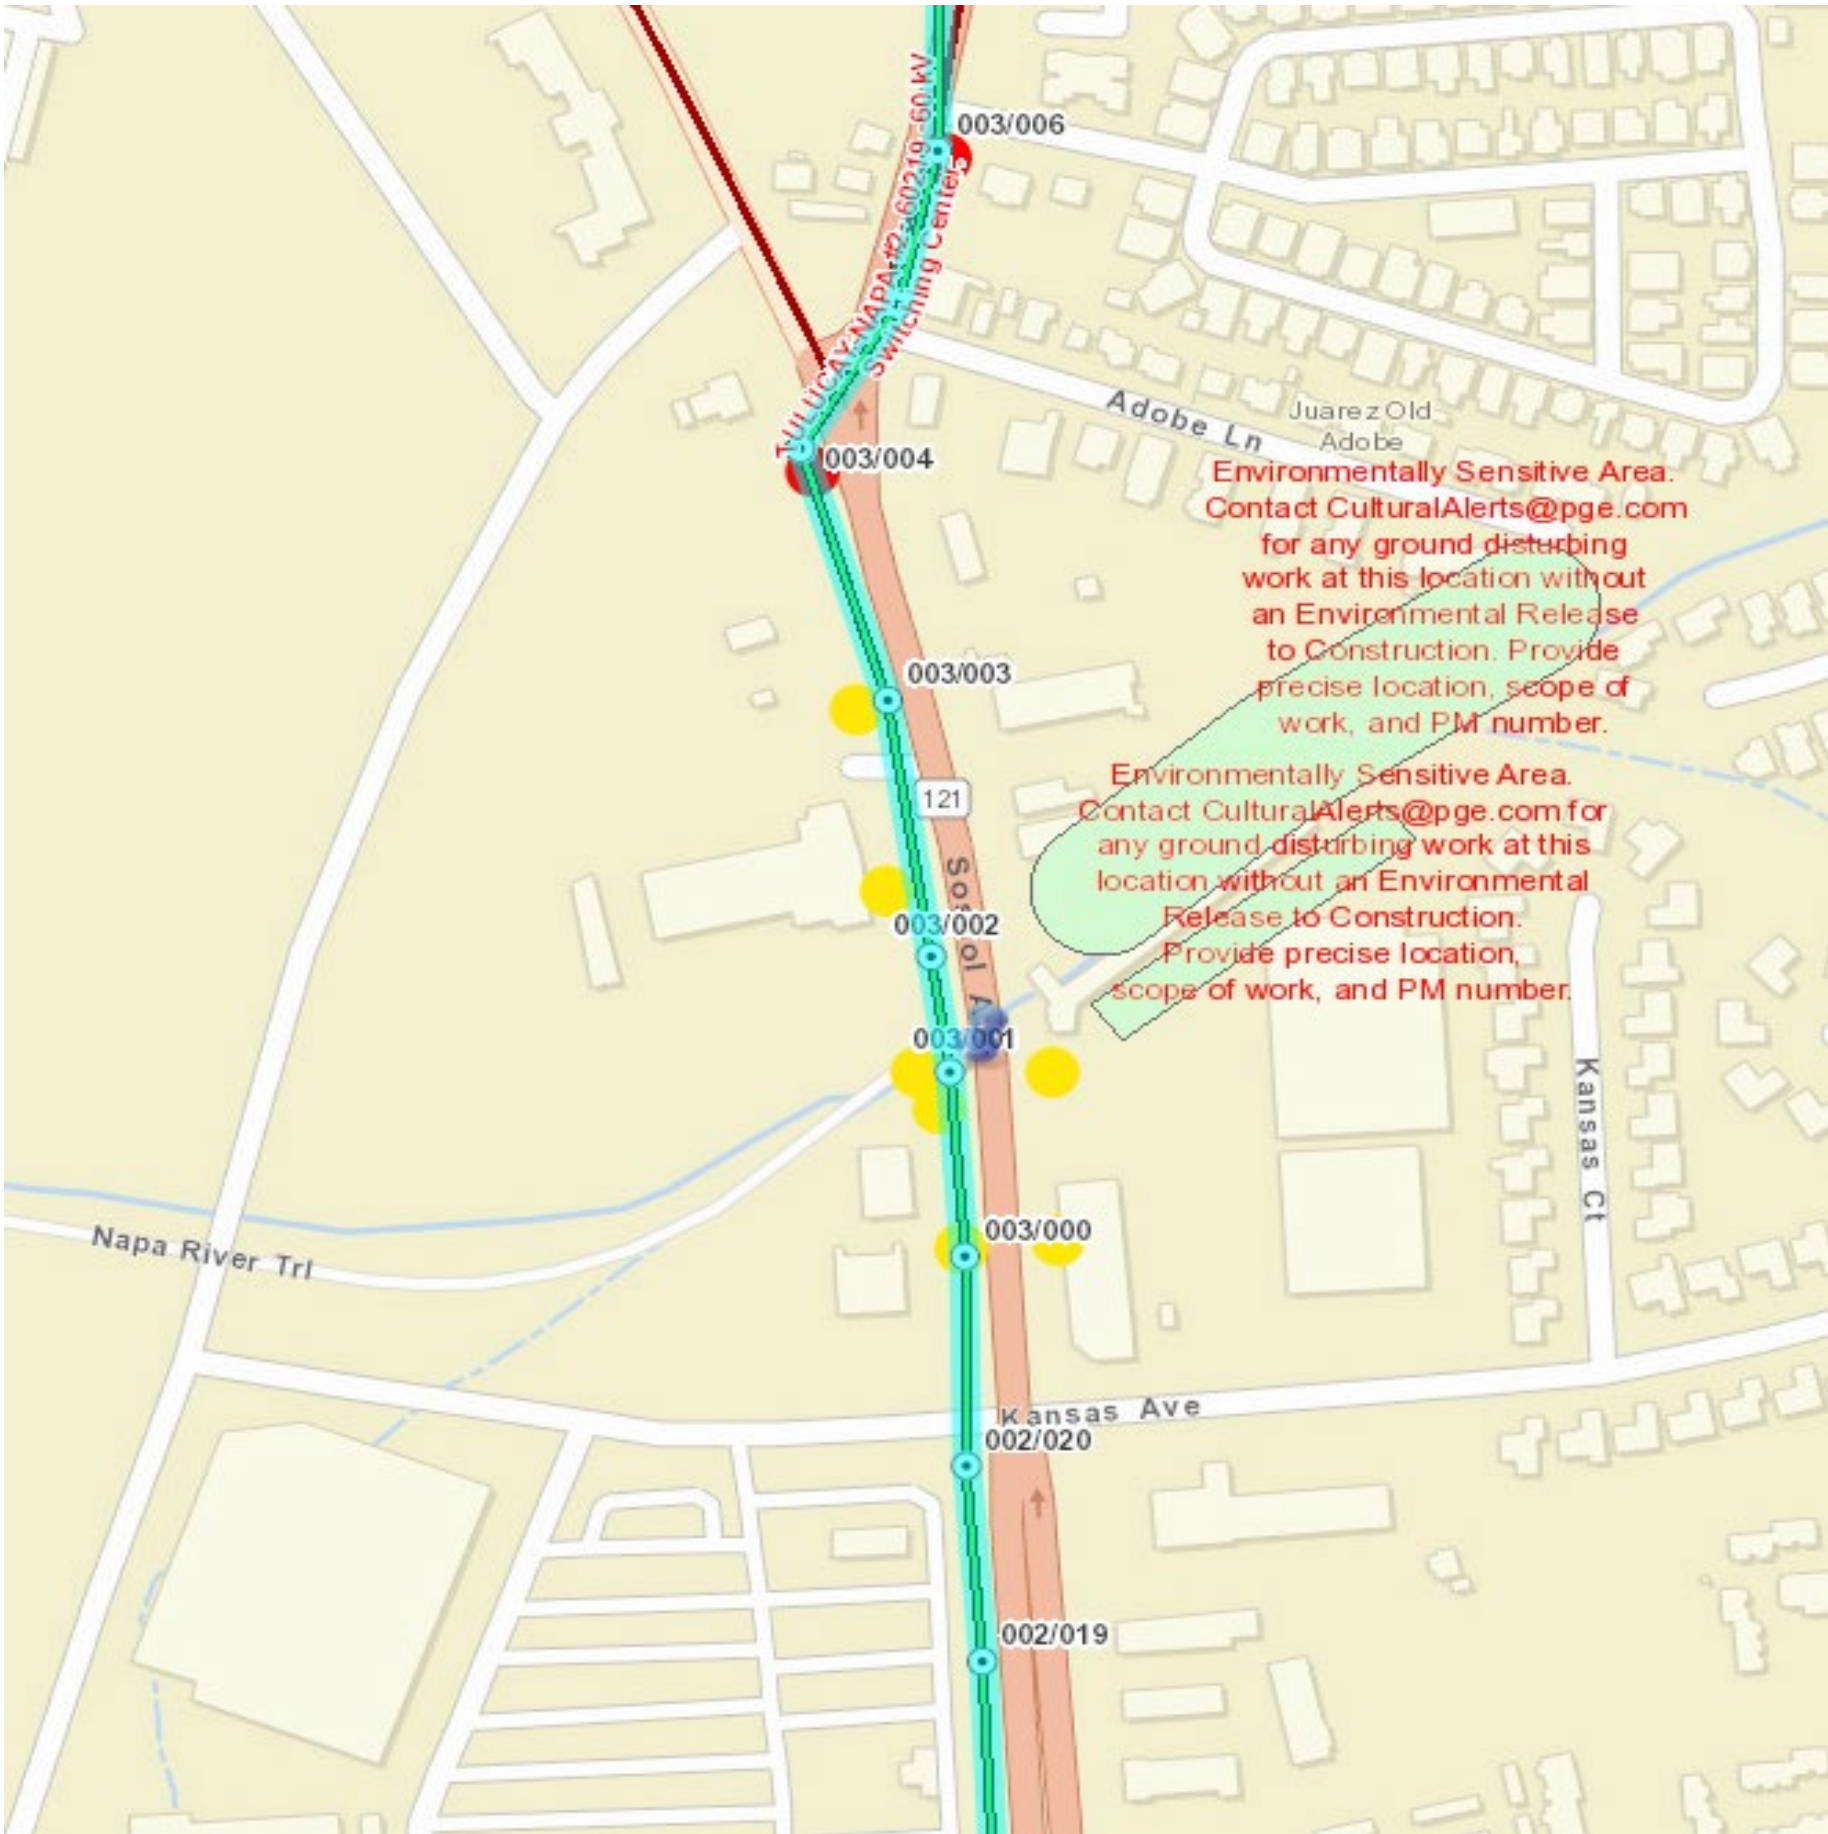 003/006
TULUCAY-NAPA #2 - 60219 - 60 kV
Switching Center
003/004
Adobe Ln
Juarez Old
Adobe
Environmentally Sensitive Area.
Contact CulturalAlerts@pge.com
for any ground disturbing
work at this location without
an Environmental Release
to Construction. Provide
precise location, scope of
work, and PM number.
003/003
Environmentally Sensitive Area.
Contact CulturalAlerts@pge.com for
any ground disturbing work at this
location without an Environmental
Release to Construction.
Provide precise location,
scope of work, and PM number.
121
003/002
003/001
Kansas Ct
003/000
Napa River Trl
Kansas Ave
002/020
002/019